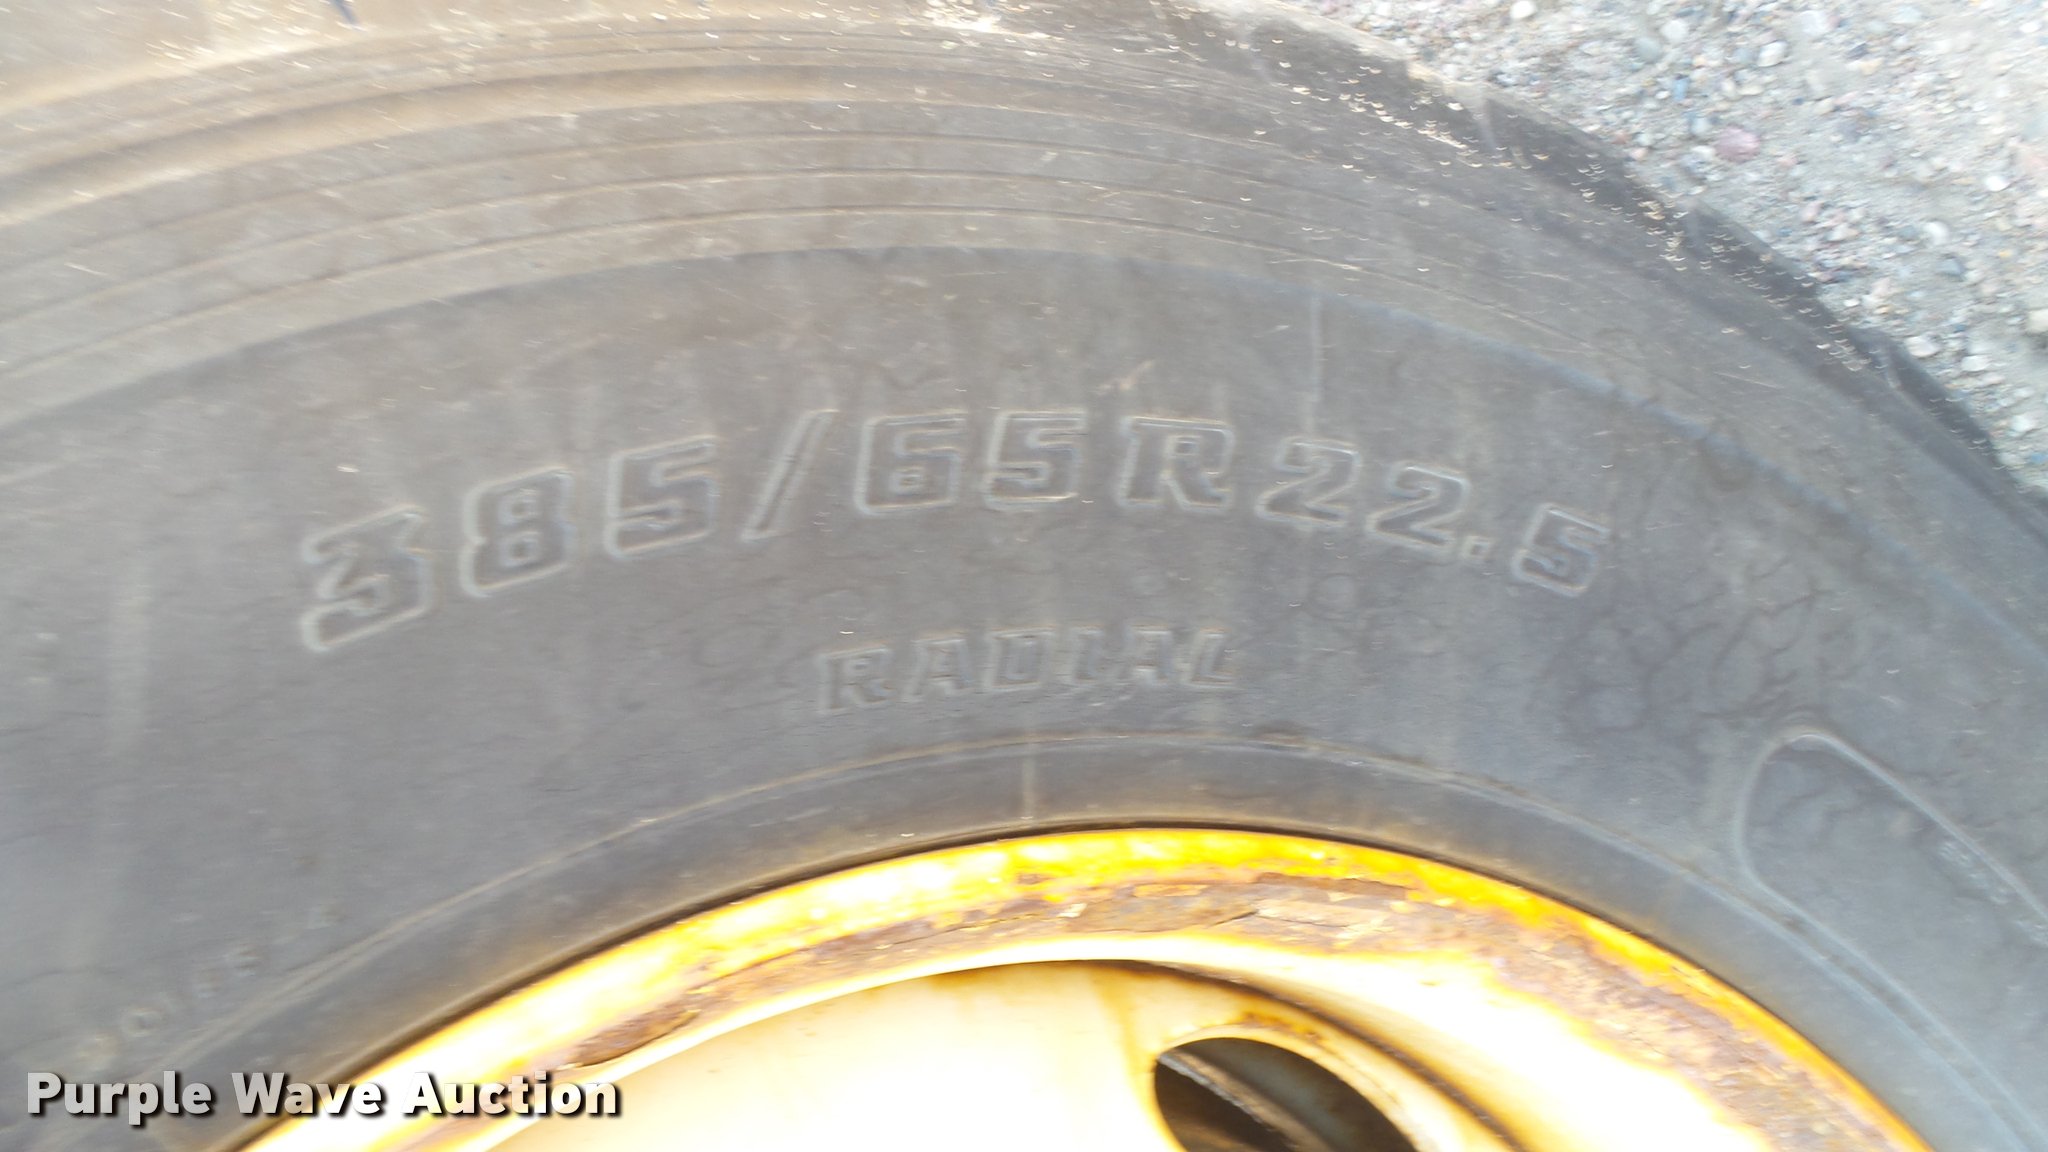 385/65R22.5
RADIAL
Purple Wave Auction